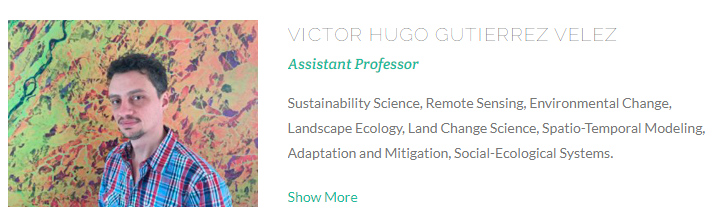 VICTOR HUGO GUTIERREZ VELEZ
Assistant Professor
Sustainability Science, Remote Sensing, Environmental Change,
Landscape Ecology, Land Change Science, Spatio-Temporal Modeling,
Adaptation and Mitigation, Social-Ecological Systems.
Show More